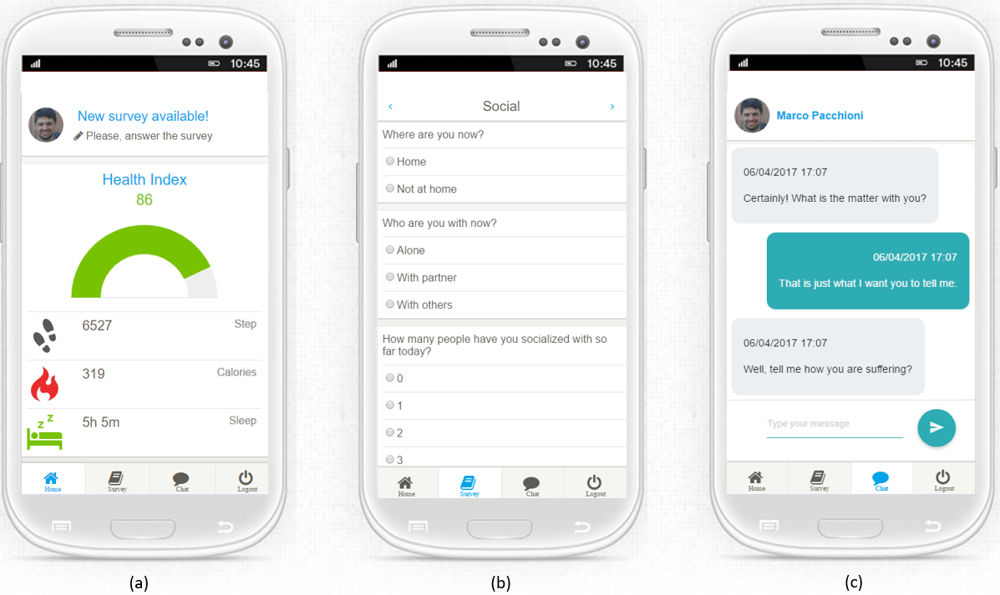 10:45
New survey available!
Please, answer the survey
Health Index
86
6527 Step
319 Calories
5h 5m Sleep
z z
Home Survey Chat Logout
(a)
10:45
Social
Where are you now?
Home
Not at home
Who are you with now?
Alone
With partner
With others
How many people have you socialized with so
far today?
0
1
2
3
Home Survey Chat Logout
(b)
10:45
Marco Pacchioni
06/04/2017 17:07
Certainly! What is the matter with you?
06/04/2017 17:07
That is just what I want you to tell me.
06/04/2017 17:07
Well, tell me how you are suffering?
Type your message
Home Survey Chat Logout
(c)